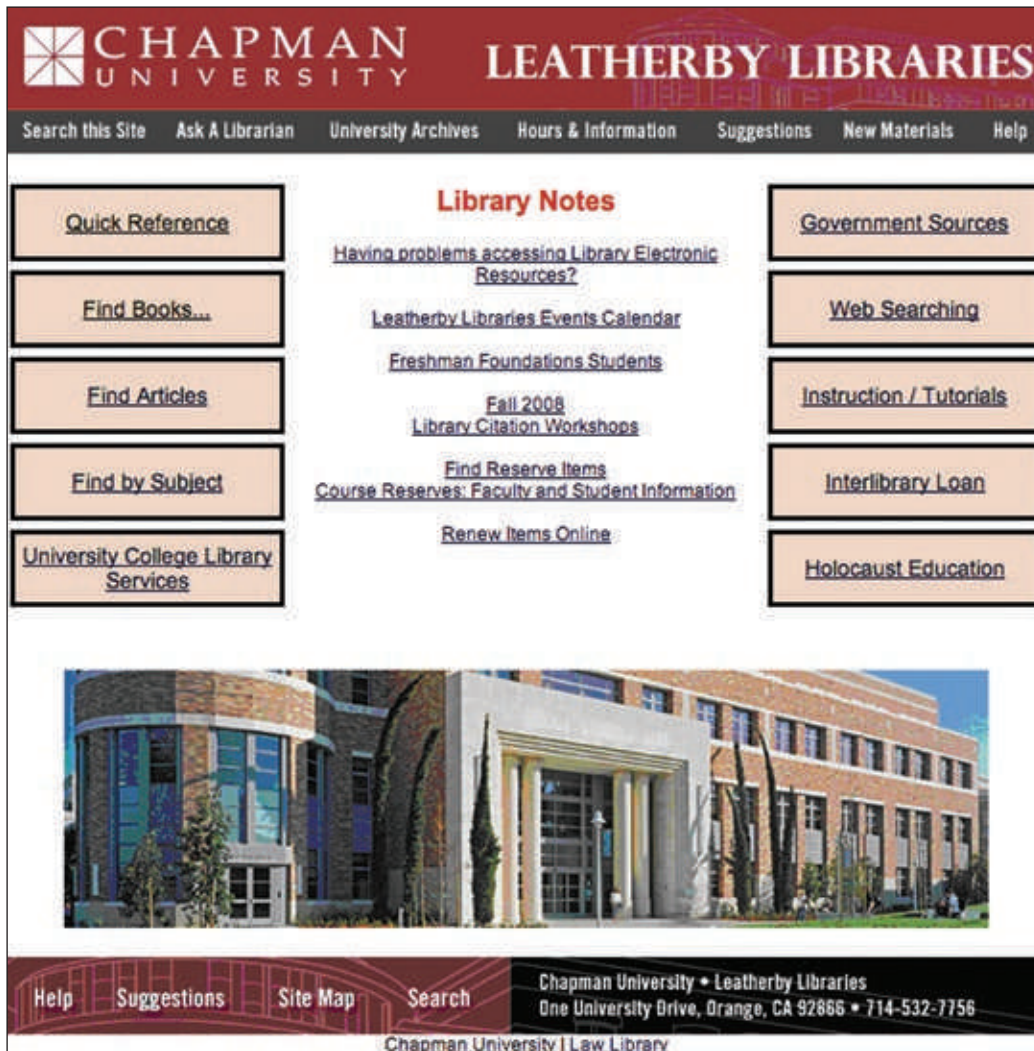 CHAPMAN
UNIVERSITY
LEATHERBY LIBRARIES
Search this Site Ask A Librarian University Archives Hours & Information Suggestions New Materials Help
Quick Reference
Find Books...
Find Articles
Find by Subject
University College Library
Services
Library Notes
Having problems accessing Library Electronic
Resources?
Leatherby Libraries Events Calendar
Freshman Foundations Students
Fall 2008
Library Citation Workshops
Find Reserve Items
Course Reserves: Faculty and Student Information
Renew Items Online
Government Sources
Web Searching
Instruction / Tutorials
Interlibrary Loan
Holocaust Education
Help Suggestions Site Map Search
Chapman University • Leatherby Libraries
One University Drive, Orange, CA 92866 • 714-532-7756
Chapman University | Law Library